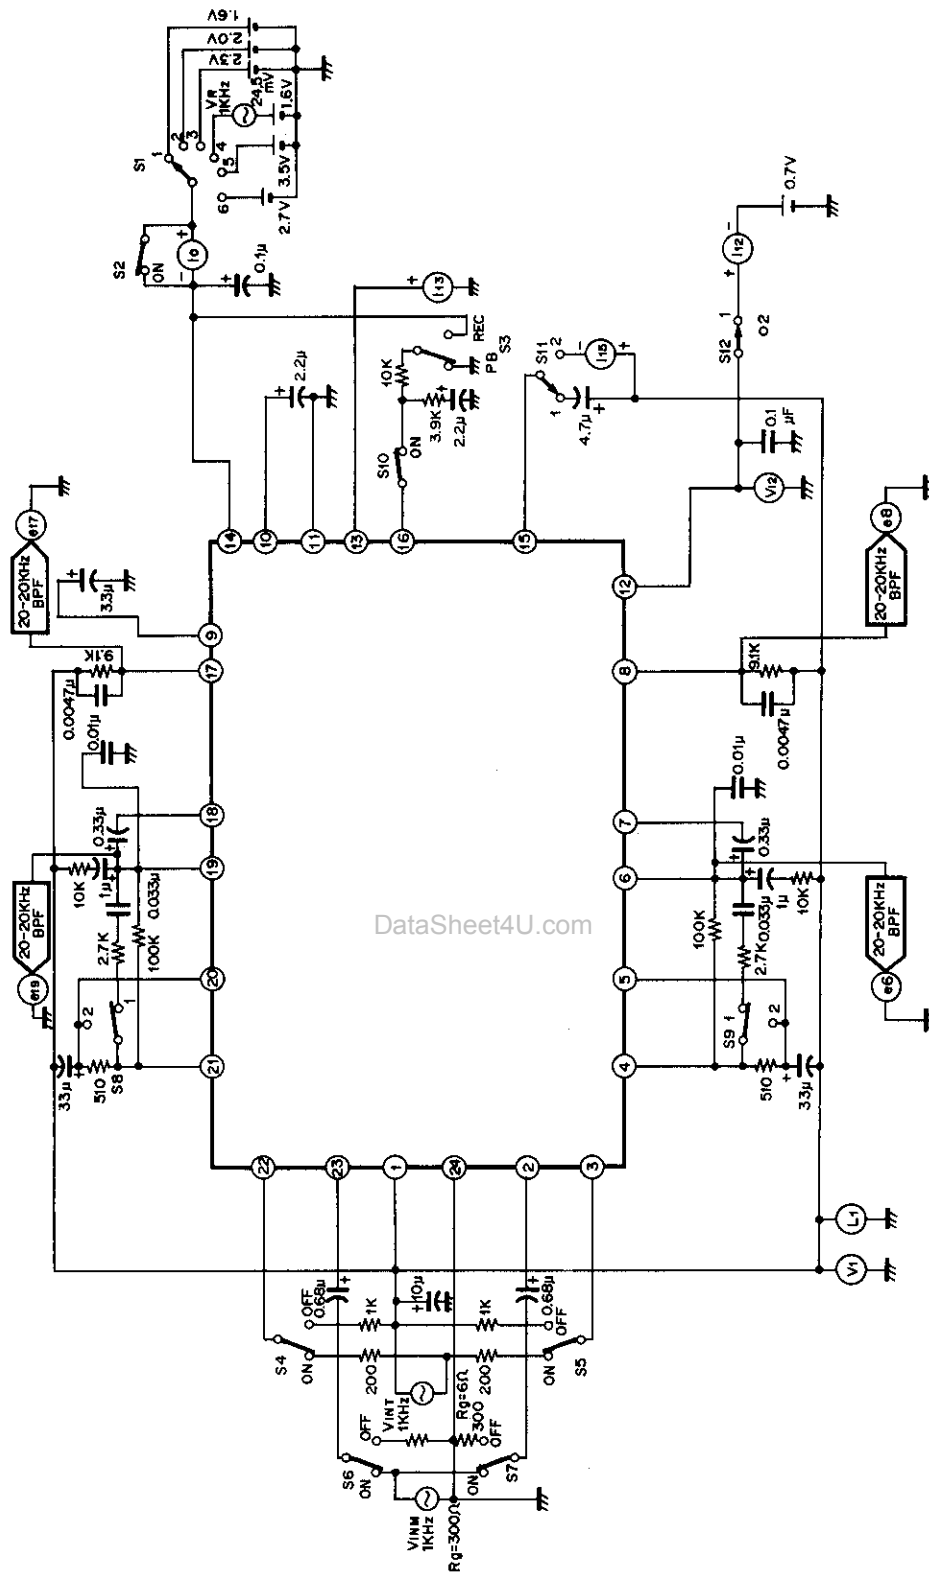 1.6V
2.0V
2.3V
VR
1KHz
24.5
mV
1.6V
S1
1
2
3
4
5
6
3.5V
2.7V
S2
ON
+
-
+
0.1µ
+
I13
REC
PB
S3
10K
3.9K
+
2.2µ
S10
ON
+
2.2µ
S11
2
1
-
I15
+
4.7µ
+
S12
1
o2
+
I12
-
0.7V
0.1
µF
V12
e17
20-20KHz
BPF
+
3.3µ
9.1K
0.0047µ
0.01µ
14
10
11
13
16
15
12
9
17
8
18
19
20
21
7
6
5
4
e8
20-20KHz
BPF
9.1K
0.0047µ
0.01µ
20-20KHz
BPF
e19
10K
1µ
+
+
0.33µ
0.033µ
2.7K
100K
2
1
33µ
+
510
S8
DataSheet4U.com
+
0.33µ
+
1µ
10K
0.033µ
2.7K
100K
S9
1
2
510
+
33µ
20-20KHz
BPF
e6
22
23
1
24
2
3
+
0.68µ
+10µ
+
0.68µ
OFF
1K
1K
OFF
S4
ON
200
200
ON
S5
VINT
1KHz
Rg=6Ω
OFF
300
OFF
S6
ON
ON
S7
VINM
1KHz
Rg=300Ω
V1
L1